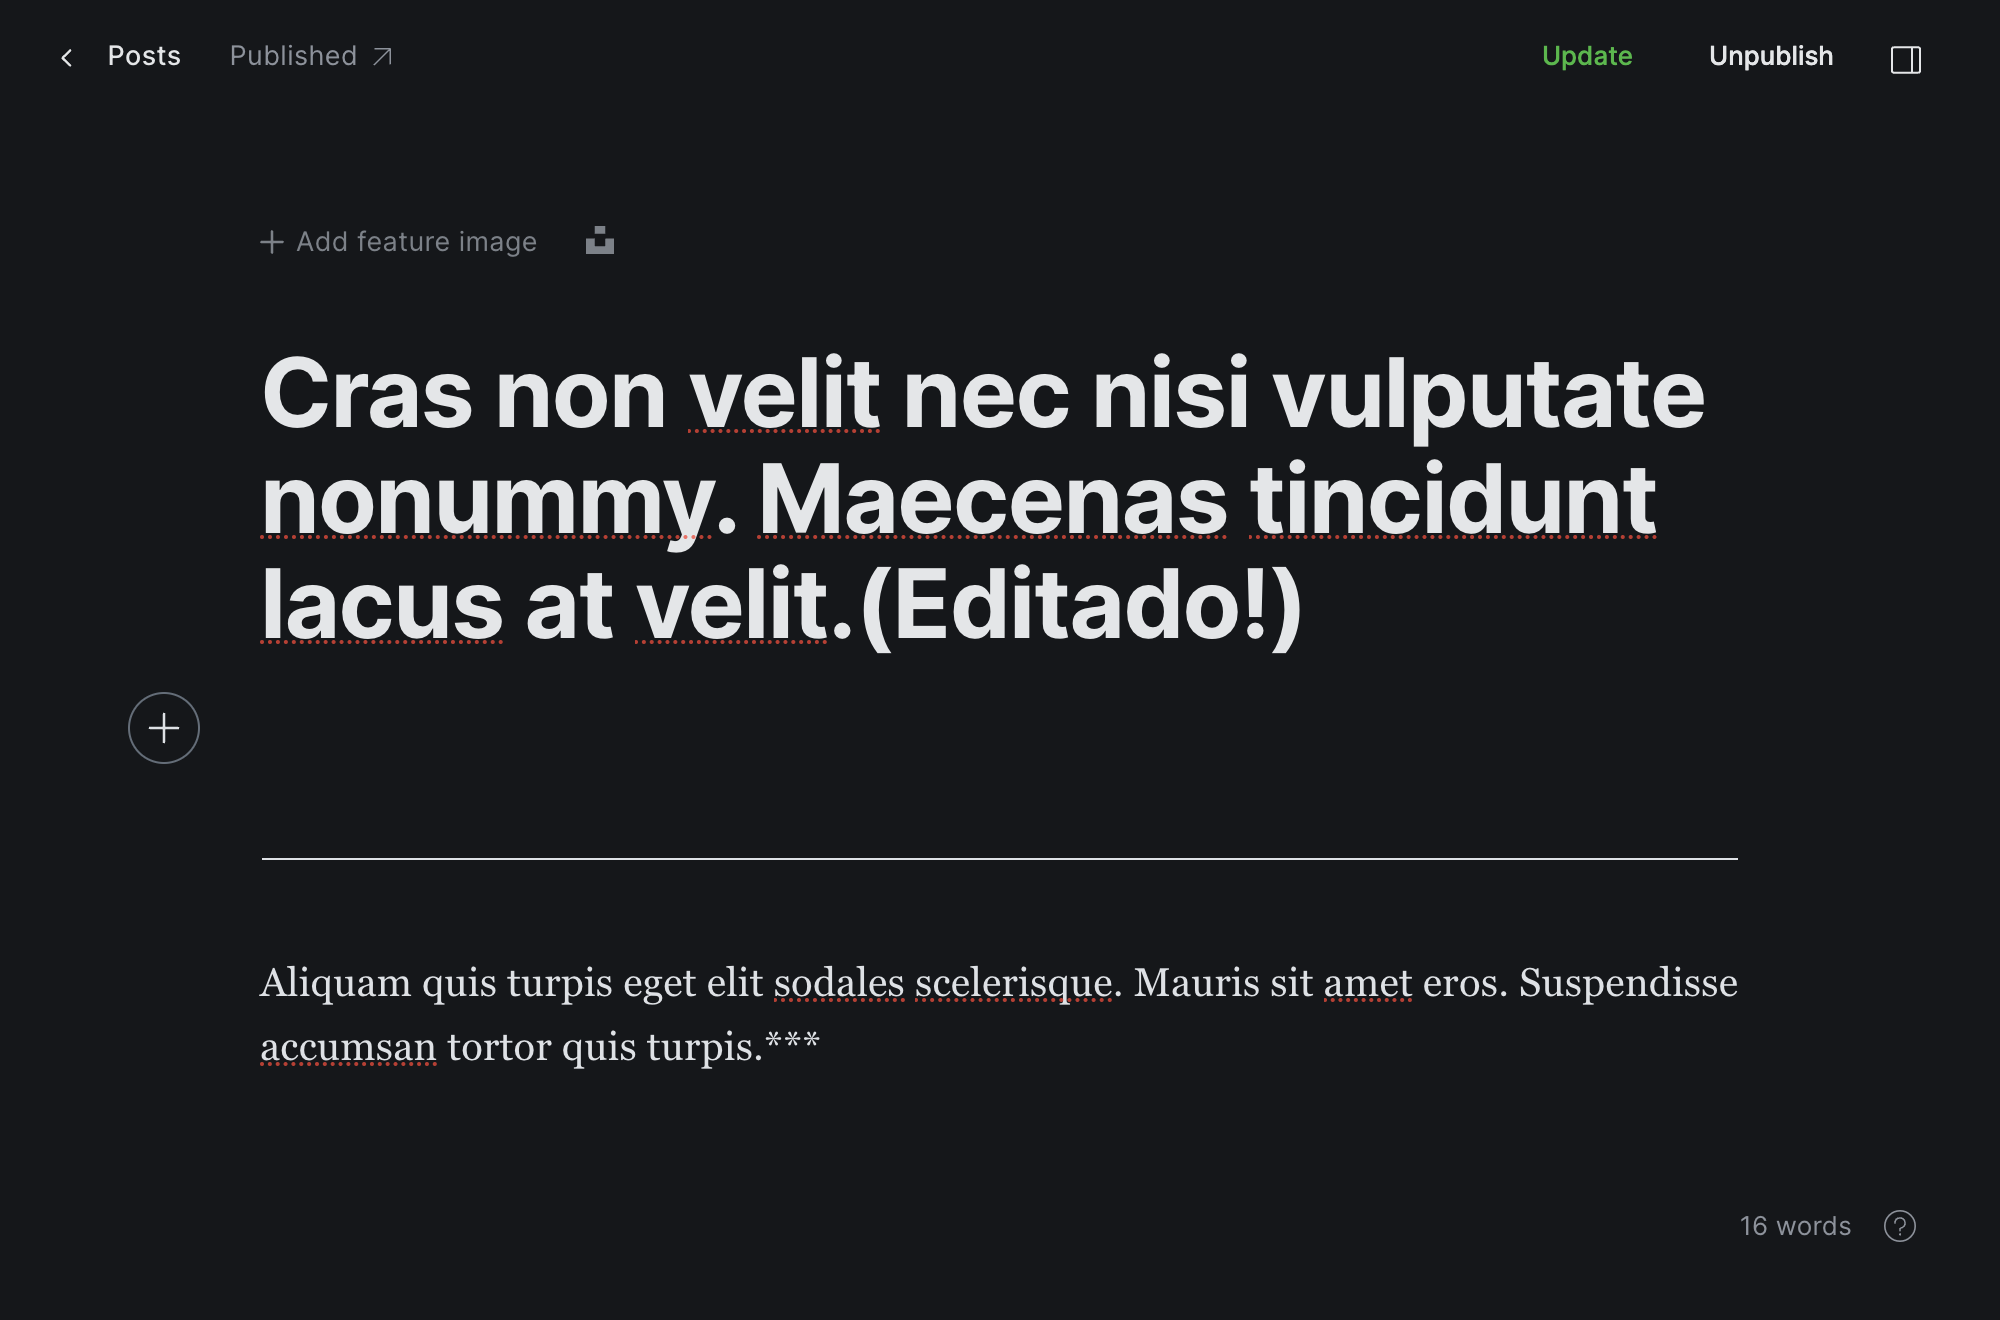 Posts
Published
Update
Unpublish
Add feature image
Cras non velit nec nisi vulputate
nonummy. Maecenas tincidunt
lacus at velit.(Editado!)
Aliquam quis turpis eget elit sodales scelerisque. Mauris sit amet eros. Suspendisse
accumsan tortor quis turpis.***
16 words
?